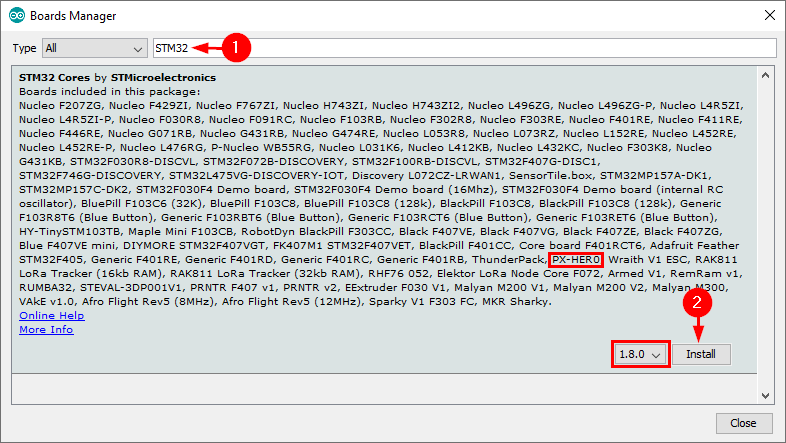 Boards Manager
Type All STM32 1
STM32 Cores by STMicroelectronics
Boards included in this package:
Nucleo F207ZG, Nucleo F429ZI, Nucleo F767ZI, Nucleo H743ZI, Nucleo H743ZI2, Nucleo L496ZG, Nucleo L496ZG-P, Nucleo L4R5ZI,
Nucleo L4R5ZI-P, Nucleo F030R8, Nucleo F091RC, Nucleo F103RB, Nucleo F302R8, Nucleo F303RE, Nucleo F401RE, Nucleo F411RE,
Nucleo F446RE, Nucleo G071RB, Nucleo G431RB, Nucleo G474RE, Nucleo L053R8, Nucleo L073RZ, Nucleo L152RE, Nucleo L452RE,
Nucleo L452RE-P, Nucleo L476RG, P-Nucleo WB55RG, Nucleo L031K6, Nucleo L412KB, Nucleo L432KC, Nucleo F303K8, Nucleo
G431KB, STM32F030R8-DISCVL, STM32F072B-DISCOVERY, STM32F100RB-DISCVL, STM32F407G-DISC1,
STM32F746G-DISCOVERY, STM32L475VG-DISCOVERY-IOT, Discovery L072CZ-LRWAN1, SensorTile.box, STM32MP157A-DK1,
STM32MP157C-DK2, STM32F030F4 Demo board, STM32F030F4 Demo board (16Mhz), STM32F030F4 Demo board (internal RC
oscillator), BluePill F103C6 (32K), BluePill F103C8, BluePill F103C8 (128k), BlackPill F103C8, BlackPill F103C8 (128k), Generic
F103R8T6 (Blue Button), Generic F103RBT6 (Blue Button), Generic F103RCT6 (Blue Button), Generic F103RET6 (Blue Button),
HY-TinySTM103TB, Maple Mini F103CB, RobotDyn BlackPill F303CC, Black F407VE, Black F407VG, Black F407ZE, Black F407ZG,
Blue F407VE mini, DIYMORE STM32F407VGT, FK407M1 STM32F407VET, BlackPill F401CC, Core board F401RCT6, Adafruit Feather
STM32F405, Generic F401RE, Generic F401RD, Generic F401RC, Generic F401RB, ThunderPack, PX-HER0 Wraith V1 ESC, RAK811
LoRa Tracker (16kb RAM), RAK811 LoRa Tracker (32kb RAM), RHF76 052, Elektor LoRa Node Core F072, Armed V1, RemRam v1,
RUMBA32, STEVAL-3DP001V1, PRNTR F407 v1, PRNTR v2, EExtruder F030 V1, Malyan M200 V1, Malyan M200 V2, Malyan M300,
VAkE v1.0, Afro Flight Rev5 (8MHz), Afro Flight Rev5 (12MHz), Sparky V1 F303 FC, MKR Sharky.
Online Help
More Info
2
1.8.0 Install
Close